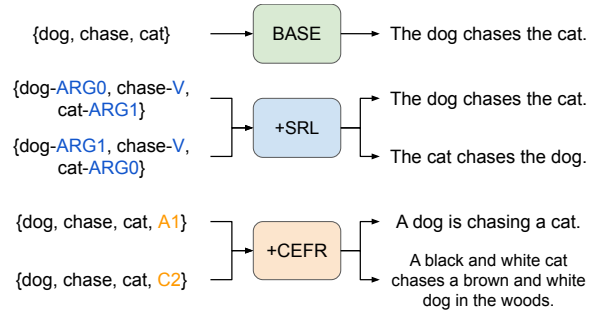 {dog, chase, cat}
BASE
The dog chases the cat.
{dog-ARG0, chase-V,
cat-ARG1}
{dog-ARG1, chase-V,
cat-ARG0}
+SRL
The dog chases the cat.
The cat chases the dog.
{dog, chase, cat, A1}
{dog, chase, cat, C2}
+CEFR
A dog is chasing a cat.
A black and white cat
chases a brown and white
dog in the woods.